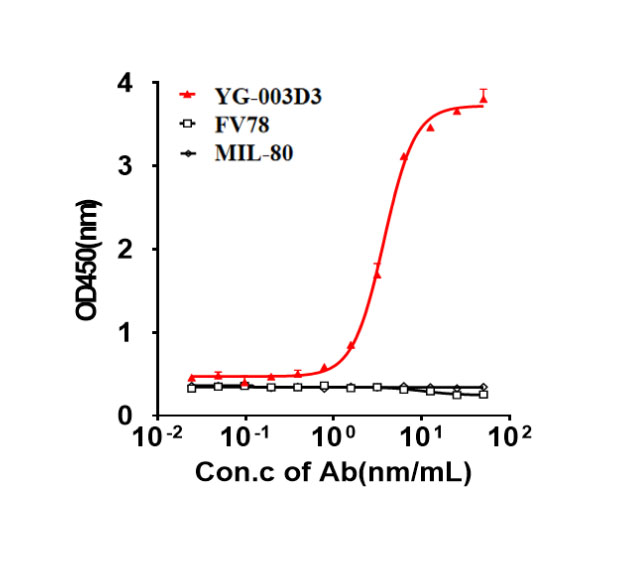 4
YG-003D3
FV78
MIL-80
3
2
1
0
OD450(nm)
10-2 10-1 100 101 102
Con.c of Ab(nm/mL)